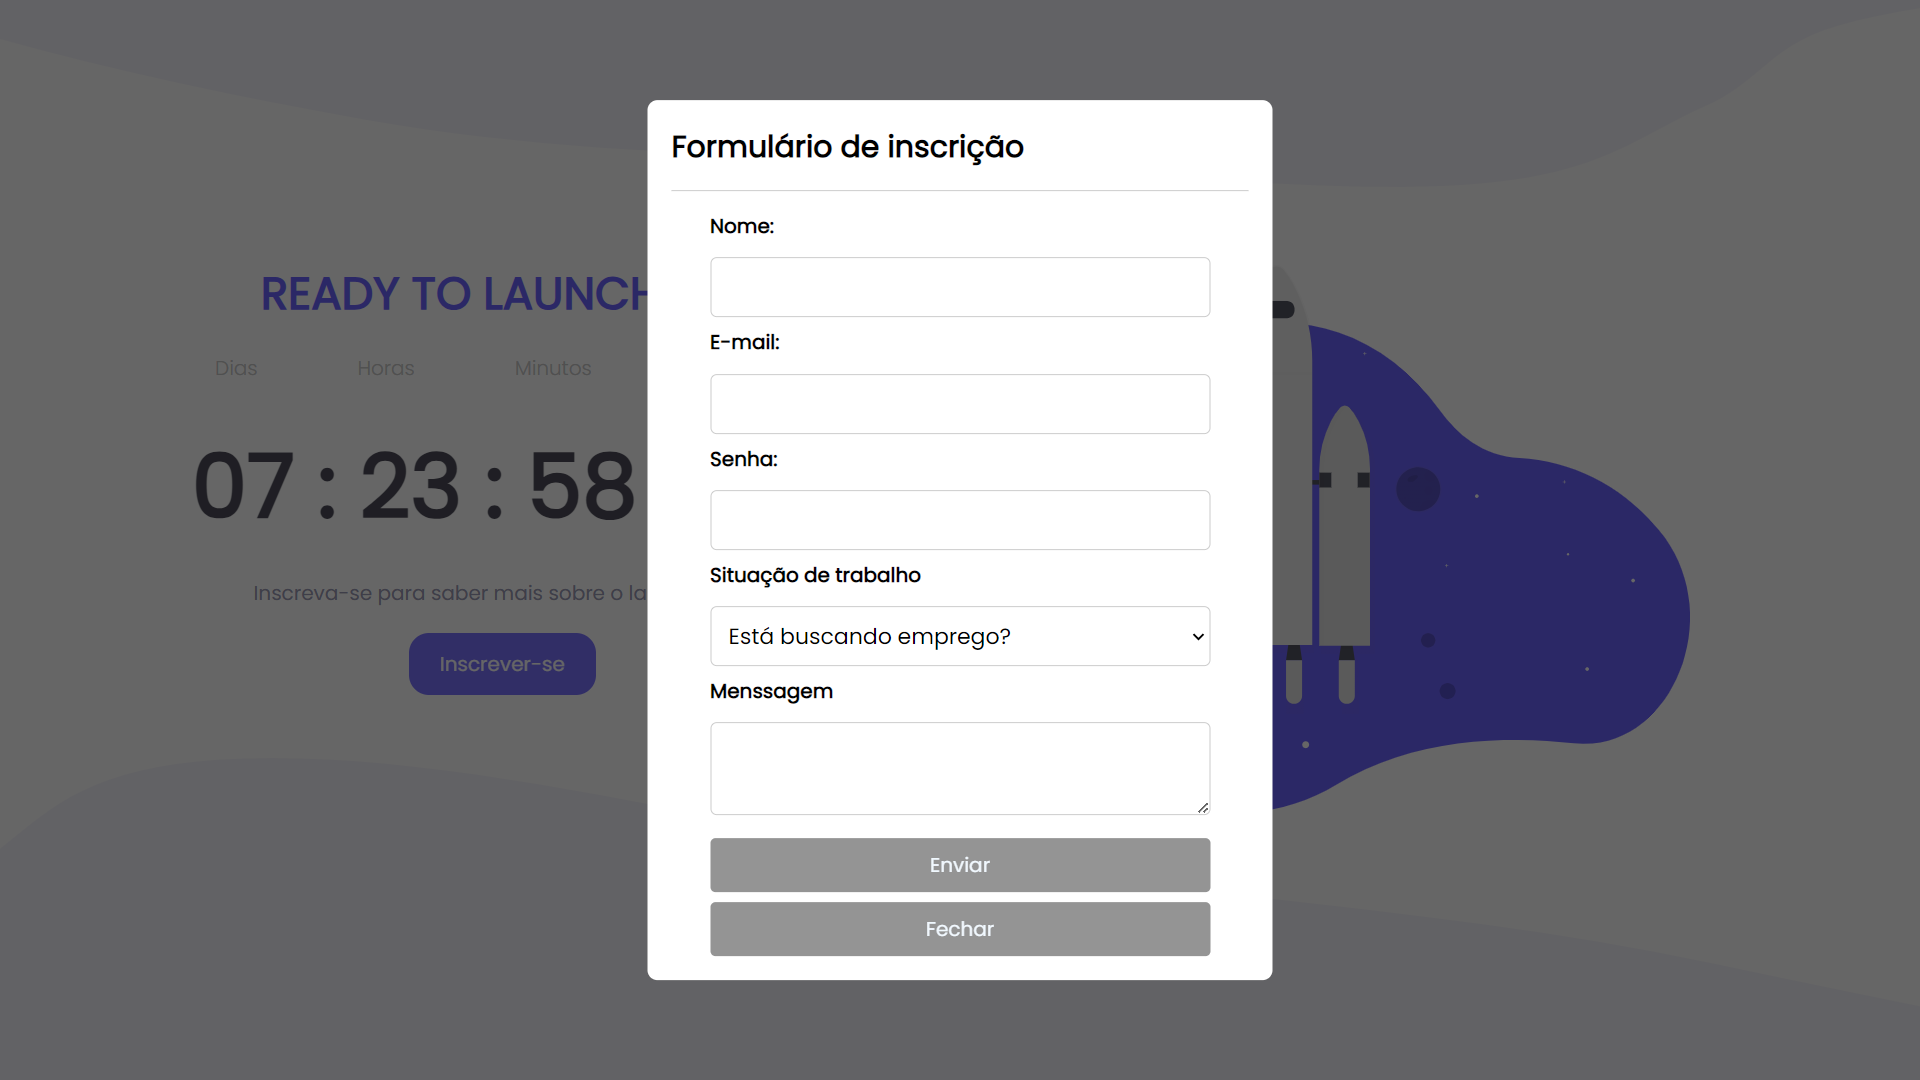 Formulário de inscrição
Nome:
E-mail:
Senha:
Situação de trabalho
Está buscando emprego?
Menssagem
Enviar
Fechar
READY TO LAUNCH
Dias Horas Minutos
07 : 23 : 58
Inscreva-se para saber mais sobre o
Inscrever-se